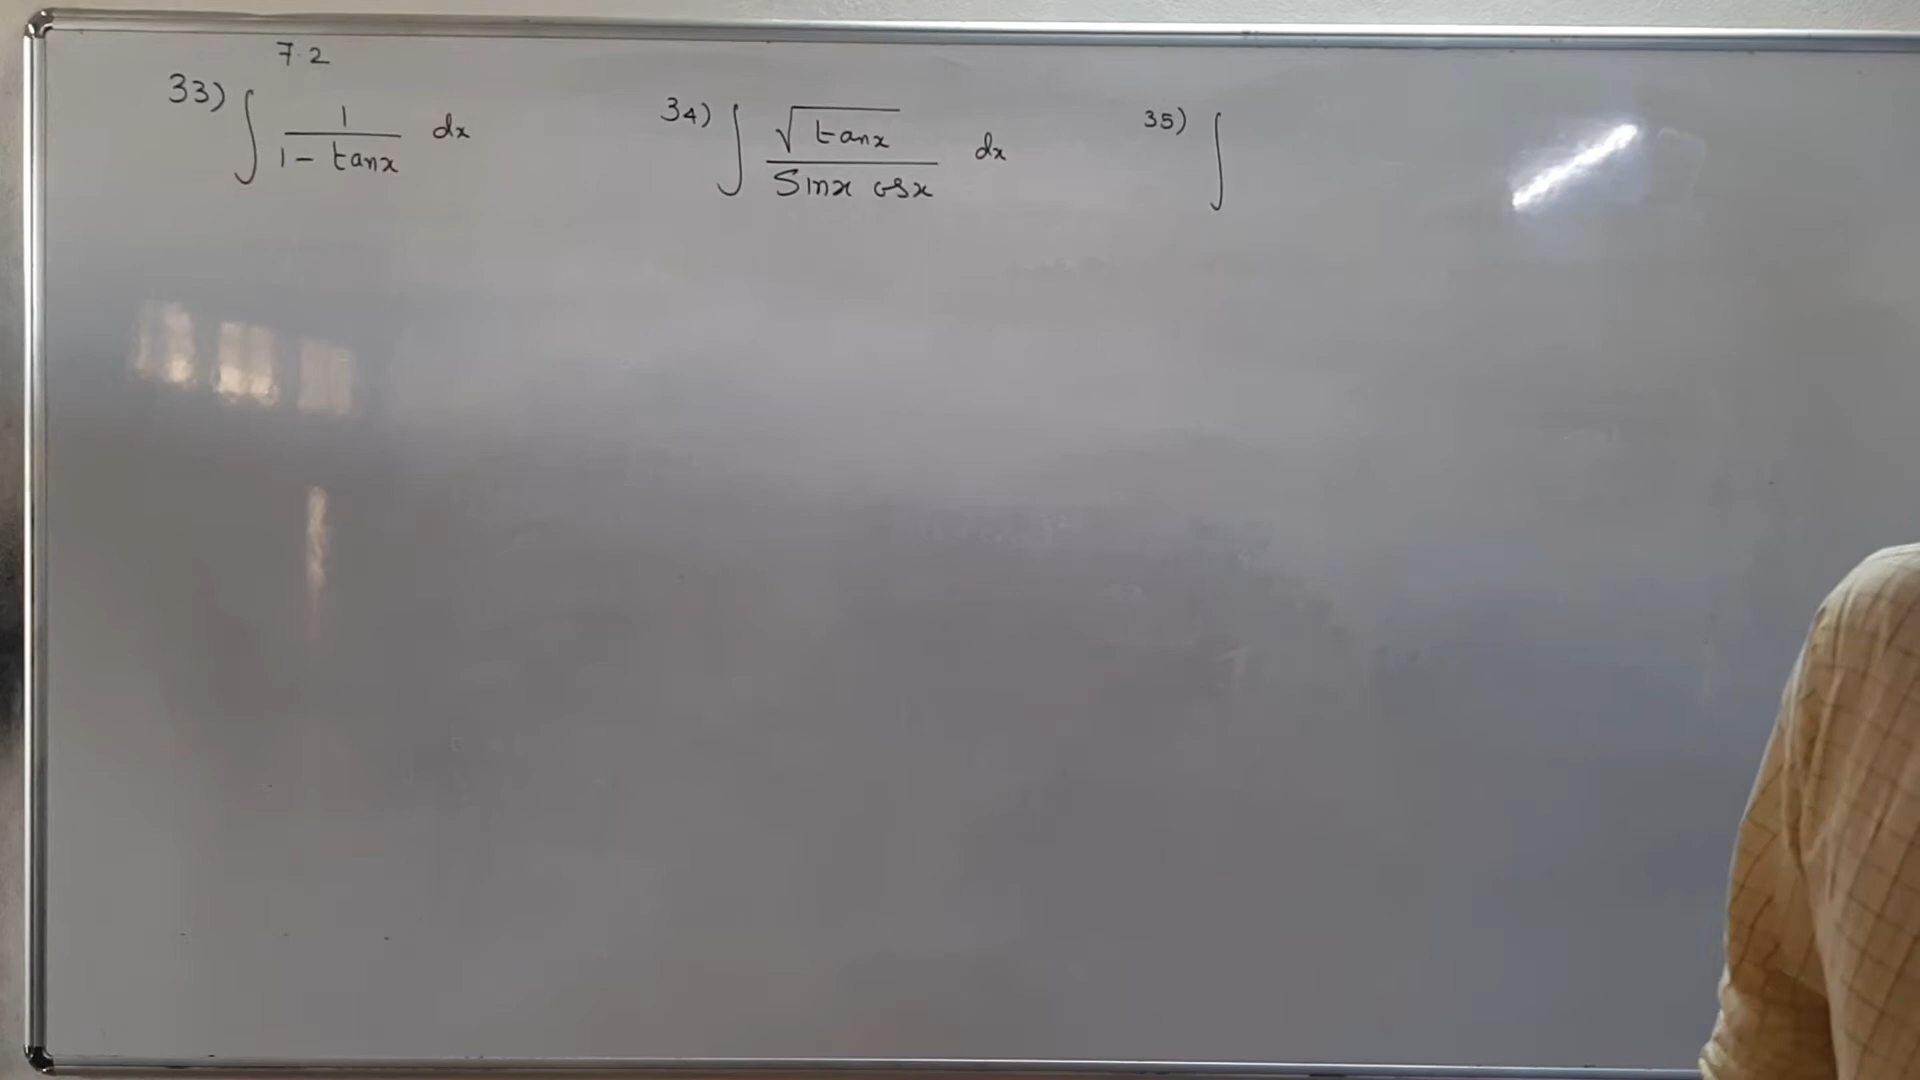 7.2
33) ∫ 1/(1 - tanx) dx
34) ∫ √(tanx)/(Sinx cosx) dx
35) ∫